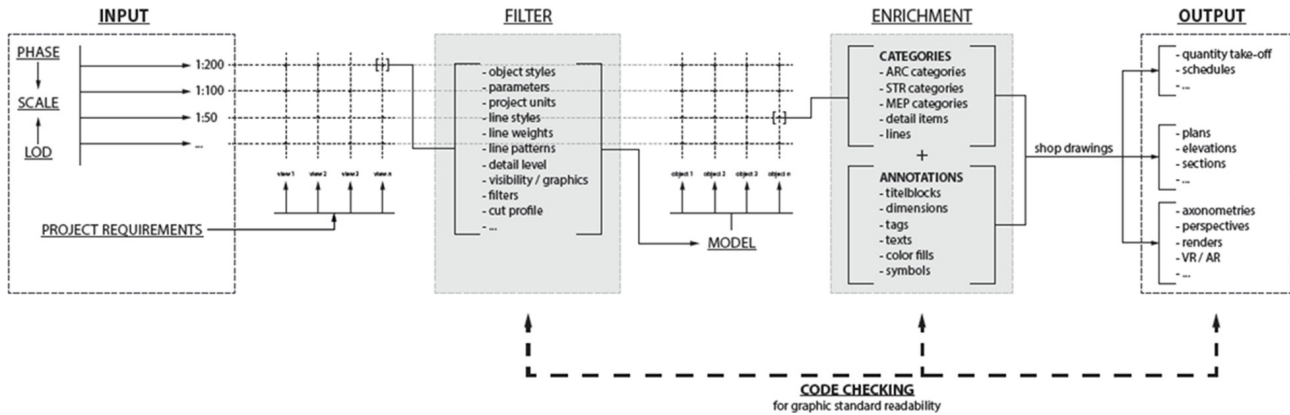 INPUT
PHASE
SCALE
LOD
1:200
1:100
1:50
...
PROJECT REQUIREMENTS
view 1 view 2 view 3 view n
[ - ]
FILTER
- object styles
- parameters
- project units
- line styles
- line weights
- line patterns
- detail level
- visibility / graphics
- filters
- cut profile
- ...
object 1 object 2 object 3 object n
[ - ]
MODEL
ENRICHMENT
CATEGORIES
- ARC categories
- STR categories
- MEP categories
- detail items
- lines
+
ANNOTATIONS
- titelblocks
- dimensions
- tags
- texts
- color fills
- symbols
shop drawings
OUTPUT
- quantity take-off
- schedules
- ...
- plans
- elevations
- sections
- ...
- axonometries
- perspectives
- renders
- VR / AR
- ...
CODE CHECKING
for graphic standard readability